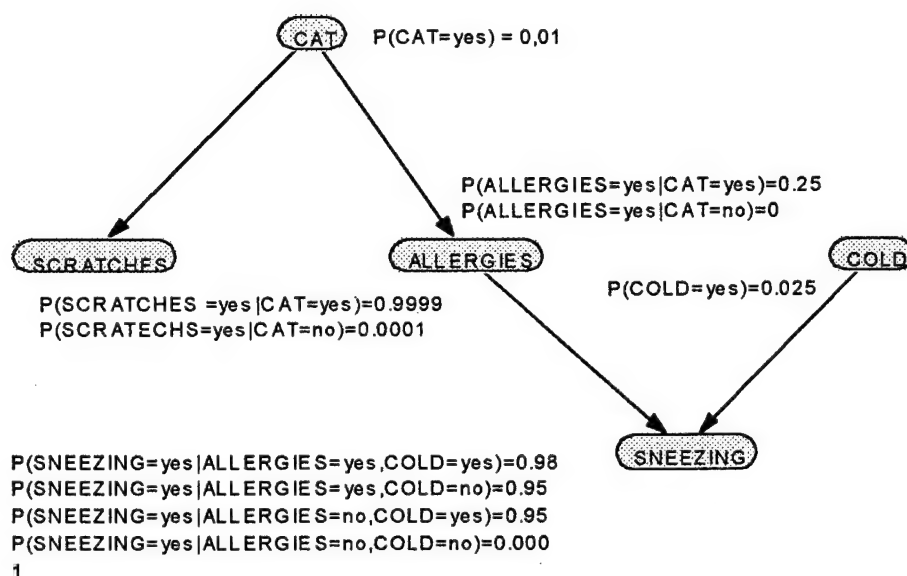 CAT P(CAT=yes) = 0,01
P(ALLERGIES=yes|CAT=yes)=0.25
P(ALLERGIES=yes|CAT=no)=0
SCRATCHES
ALLERGIES
COLD
P(SCRATCHES =yes|CAT=yes)=0.9999
P(SCRATECHS=yes|CAT=no)=0.0001
P(COLD=yes)=0.025
SNEEZING
P(SNEEZING=yes|ALLERGIES=yes,COLD=yes)=0.98
P(SNEEZING=yes|ALLERGIES=yes,COLD=no)=0.95
P(SNEEZING=yes|ALLERGIES=no,COLD=yes)=0.95
P(SNEEZING=yes|ALLERGIES=no,COLD=no)=0.000
1